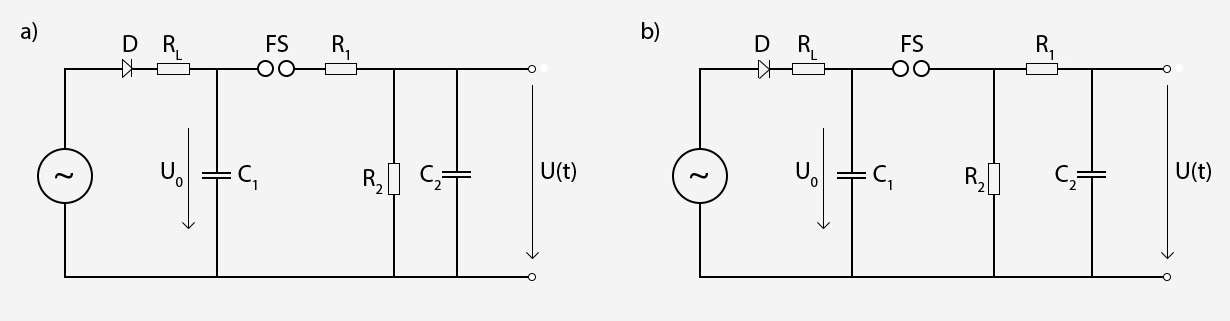 a)
D R_L FS R_1
~ U_0 C_1 R_2 C_2 U(t)
b)
D R_L FS R_1
~ U_0 C_1 R_2 C_2 U(t)